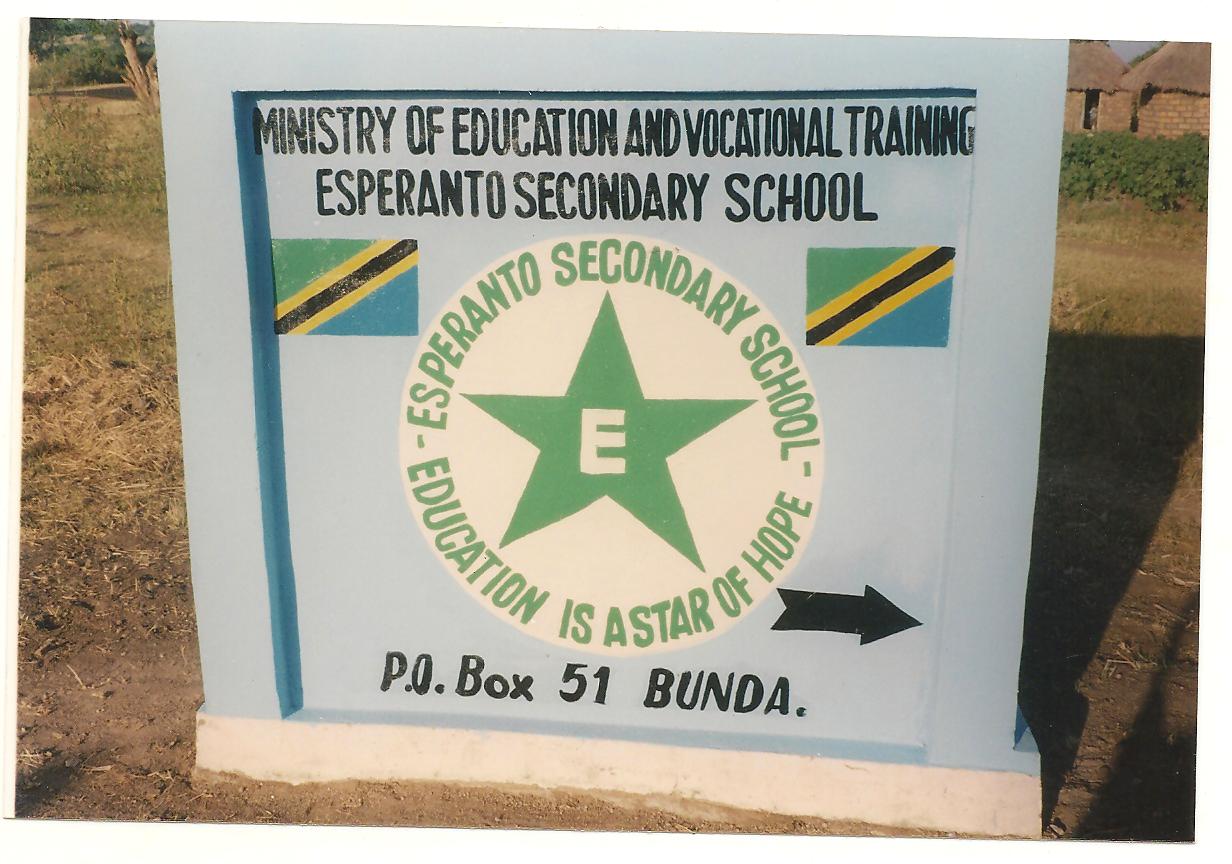 MINISTRY OF EDUCATION AND VOCATIONAL TRAINING
ESPERANTO SECONDARY SCHOOL
- ESPERANTO SECONDARY SCHOOL -
E
EDUCATION IS A STAR OF HOPE
P.O. Box 51 BUNDA.